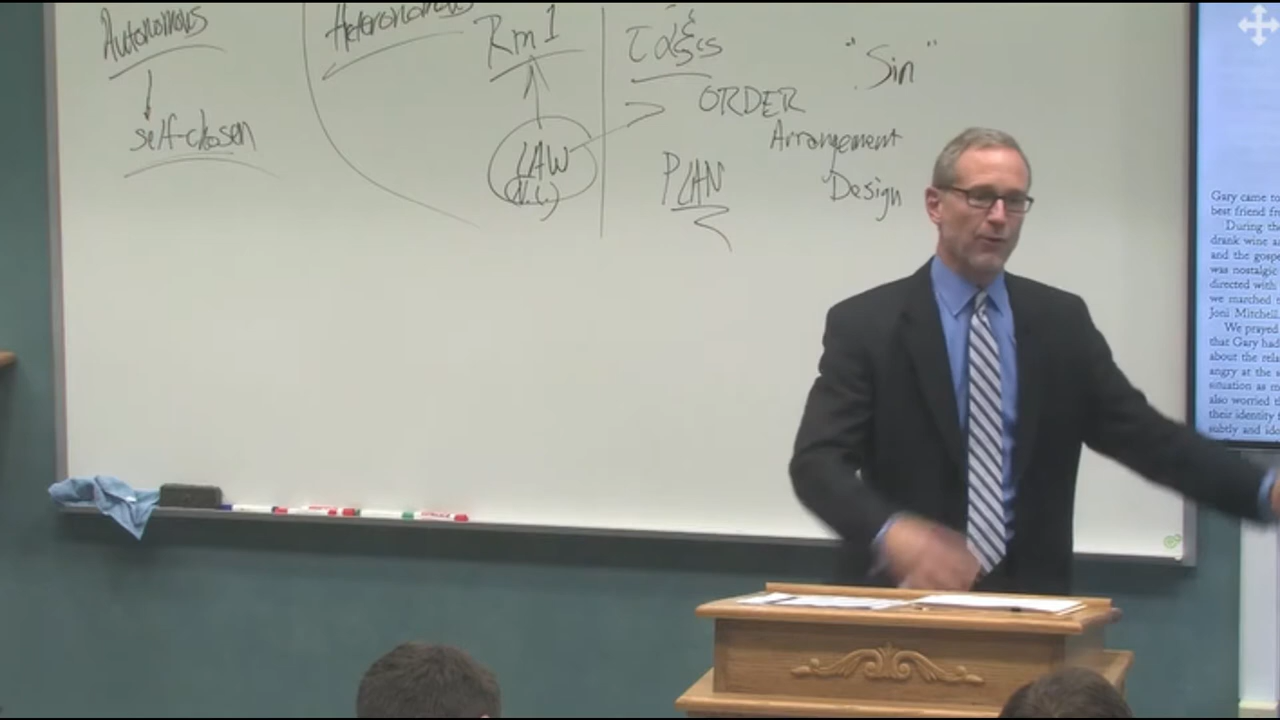 Autonomous
self-chosen
Heteronomous
Rm 1
LAW
(N.L.)
τάξις
"Sin"
ORDER
Arrangement
PLAN
Design
Gary came to
best friend fr
During the
drank wine a
and the gospe
was nostalgic
directed with
we marched t
Joni Mitchell.
We prayed
that Gary had
about the rela
angry at the s
situation as m
also worried t
their identity
subtly and ido